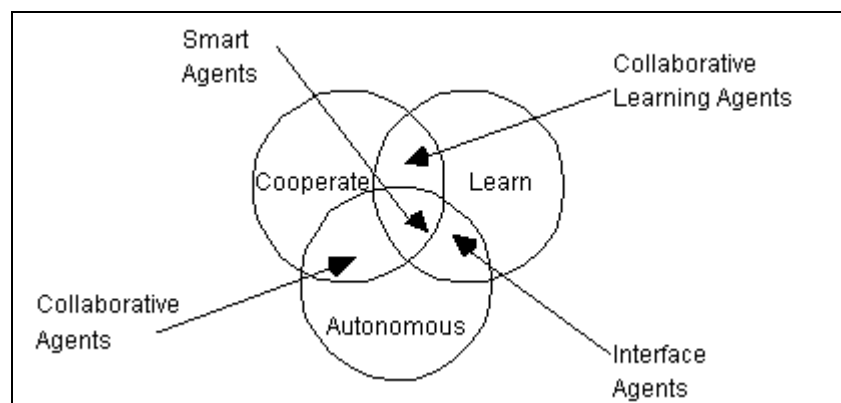 Smart
Agents
Collaborative
Learning Agents
Cooperate
Learn
Collaborative
Agents
Autonomous
Interface
Agents